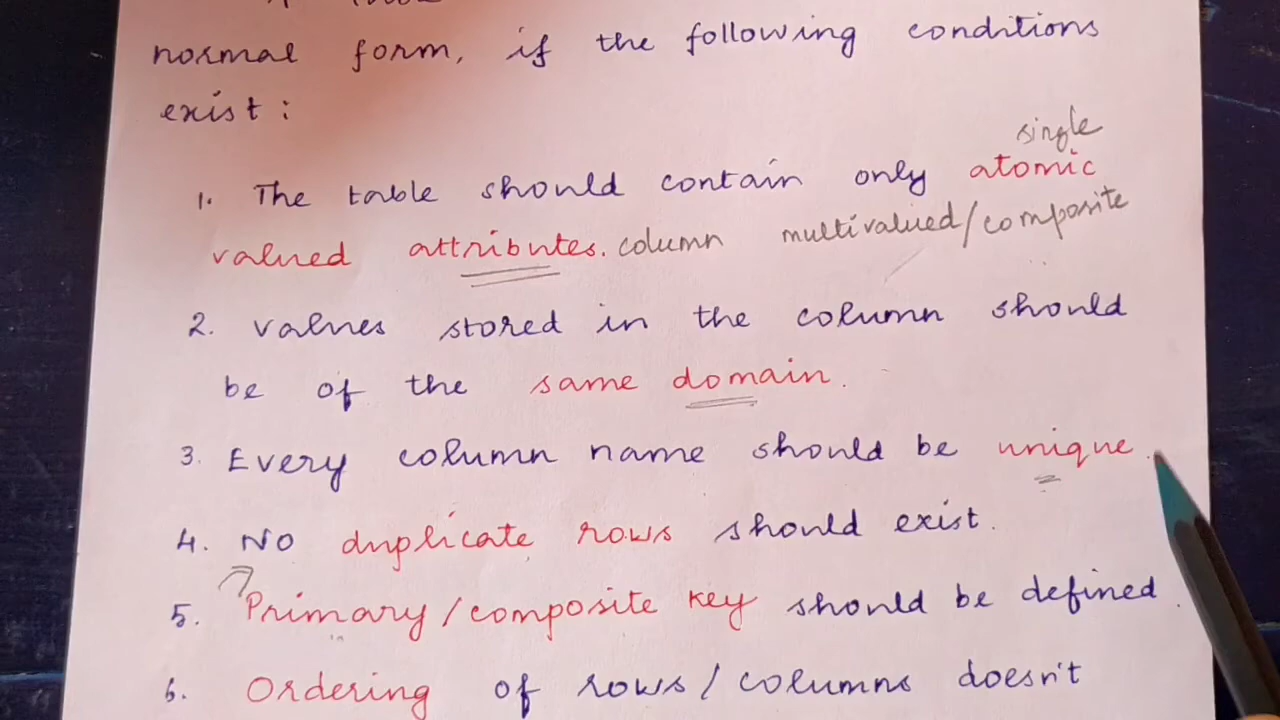 normal form, if the following conditions
exist:
single
1. The table should contain only atomic
valued attributes. column multivalued/composite
2. values stored in the column should
be of the same domain.
3. Every column name should be unique.
4. No duplicate rows should exist.
5. Primary/composite key should be defined.
6. Ordering of rows/columns doesn't